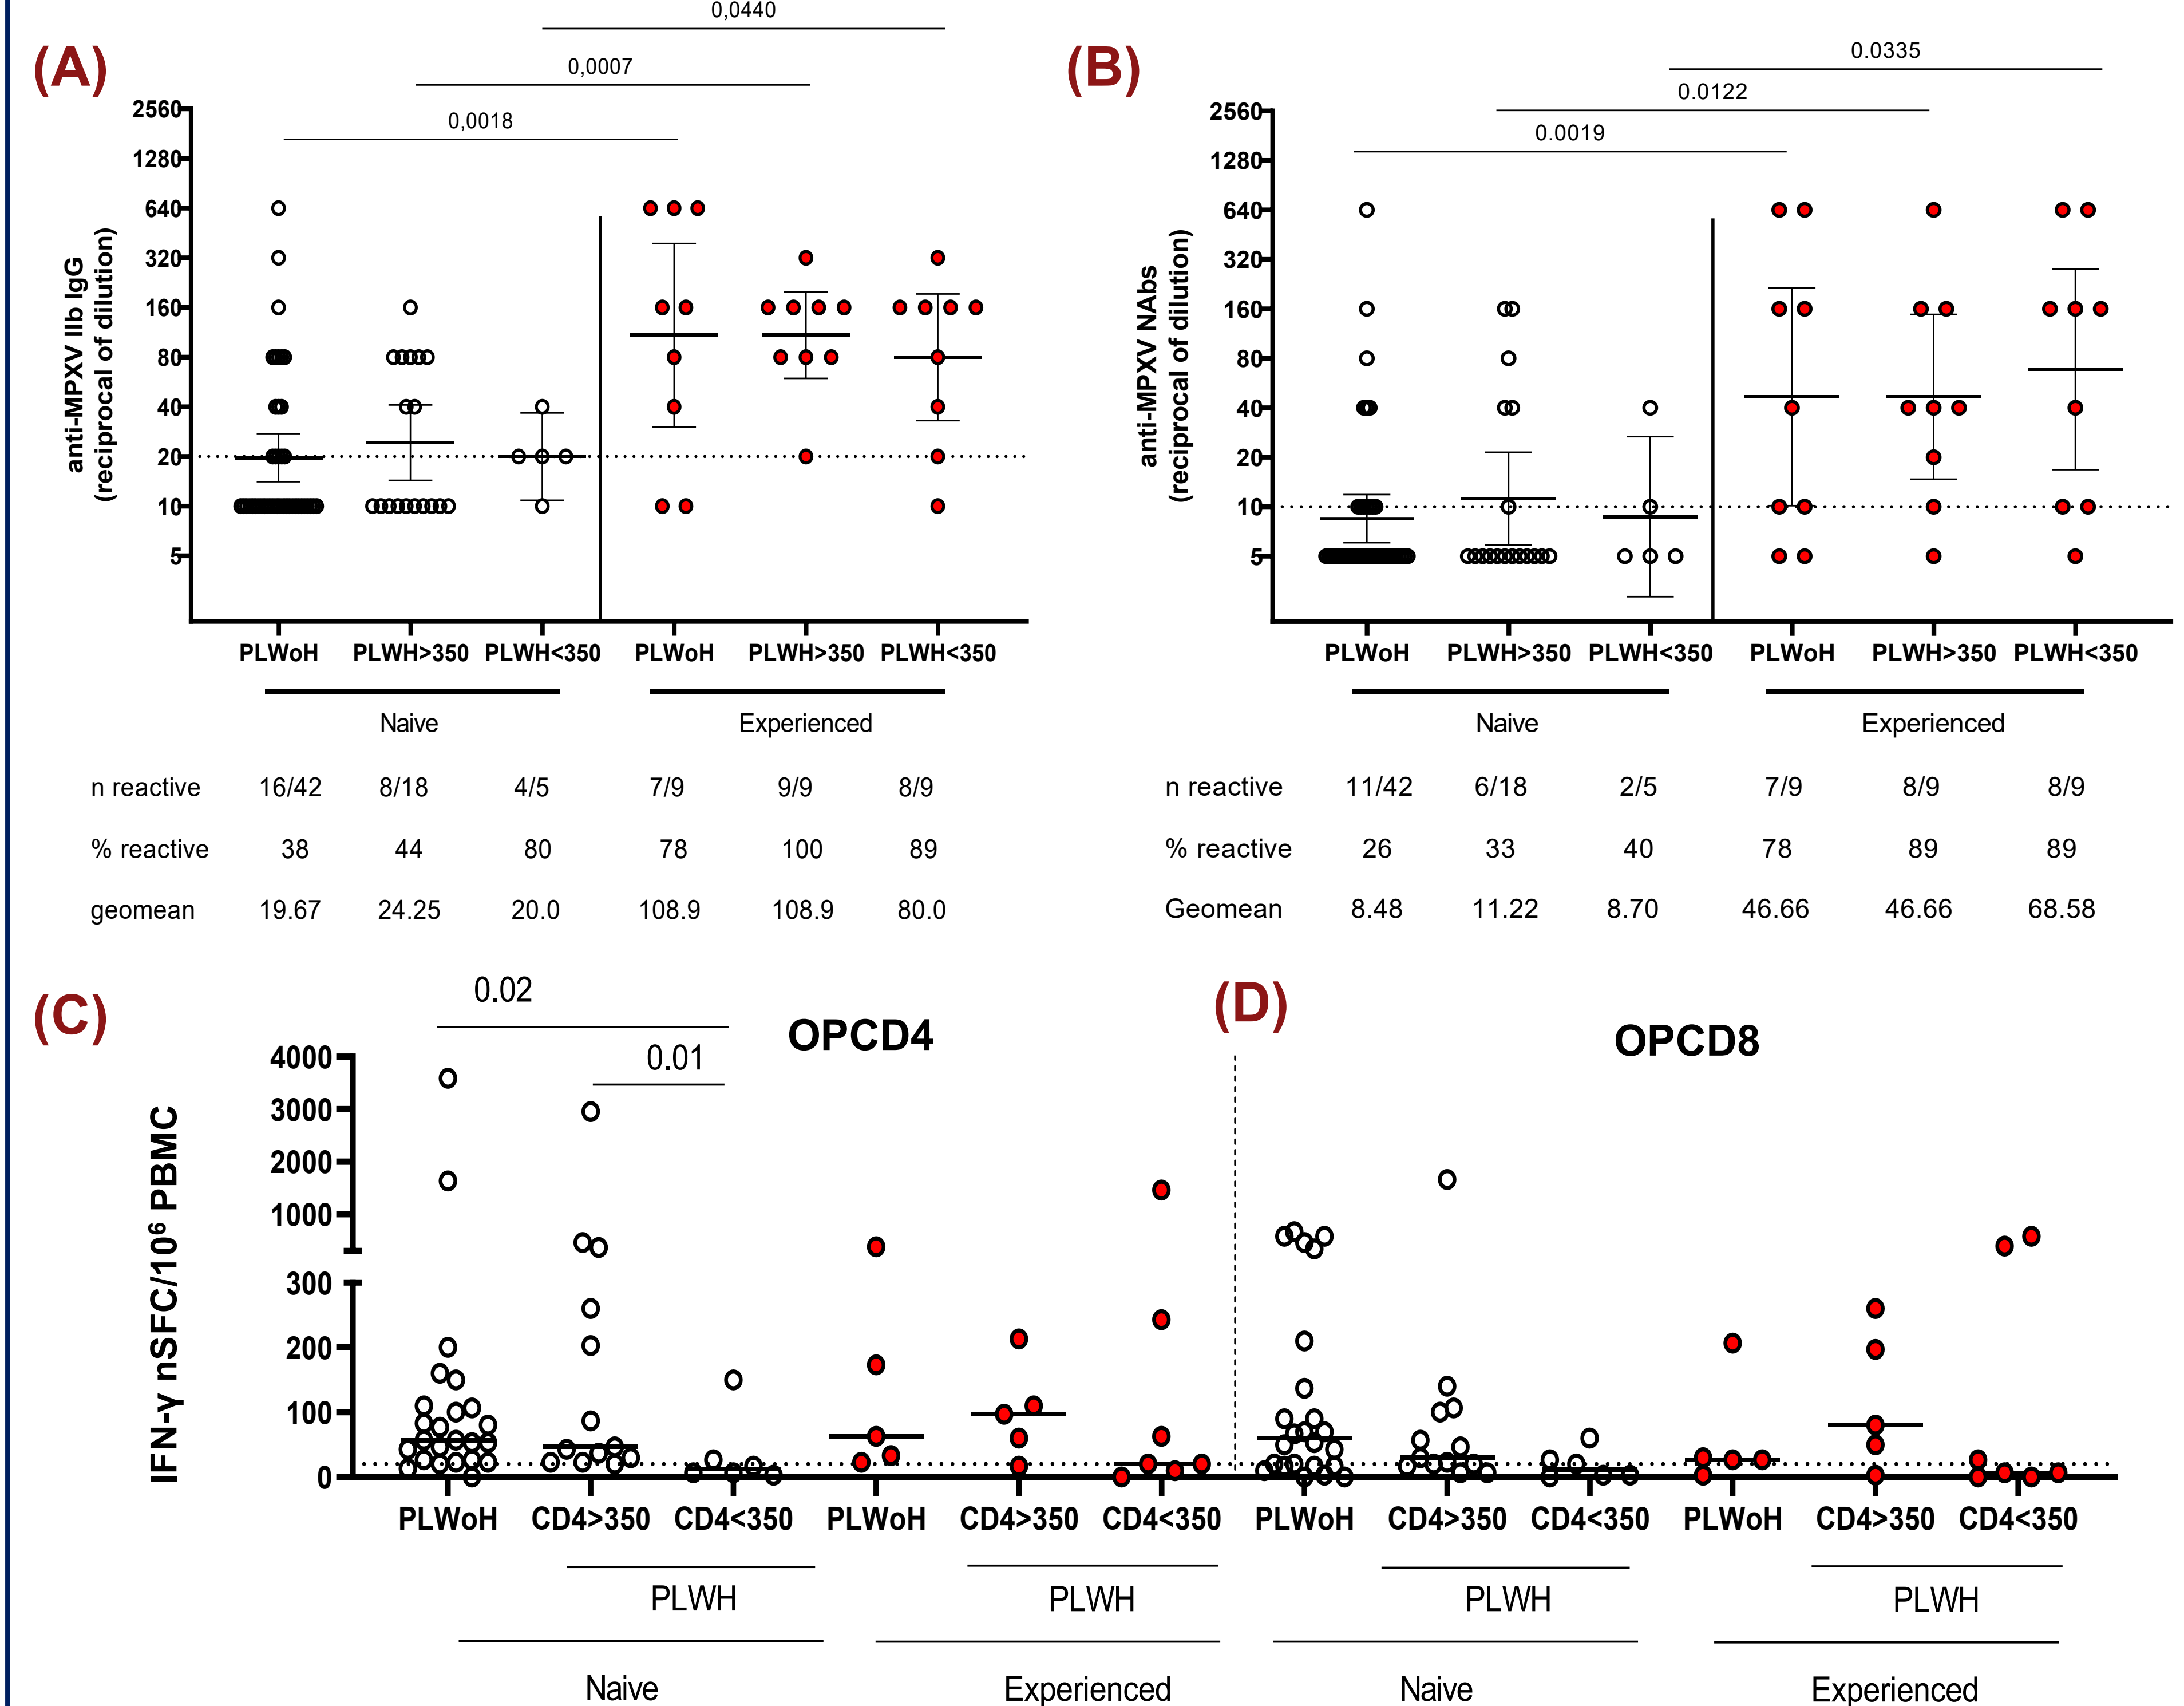 (A)
0,0440
0,0007
0,0018
anti-MPXV IIb IgG
(reciprocal of dilution)
2560
1280
640
320
160
80
40
20
10
5
PLWoH PLWH>350 PLWH<350 PLWoH PLWH>350 PLWH<350
Naive Experienced
n reactive 16/42 8/18 4/5 7/9 9/9 8/9
% reactive 38 44 80 78 100 89
geomean 19.67 24.25 20.0 108.9 108.9 80.0
(B)
0.0335
0.0122
0.0019
anti-MPXV NAbs
(reciprocal of dilution)
2560
1280
640
320
160
80
40
20
10
5
PLWoH PLWH>350 PLWH<350 PLWoH PLWH>350 PLWH<350
Naive Experienced
n reactive 11/42 6/18 2/5 7/9 8/9 8/9
% reactive 26 33 40 78 89 89
Geomean 8.48 11.22 8.70 46.66 46.66 68.58
(C)
0.02
0.01
OPCD4
(D)
OPCD8
IFN-γ nSFC/10⁶ PBMC
4000
3000
2000
1000
300
200
100
0
PLWoH CD4>350 CD4<350 PLWoH CD4>350 CD4<350 PLWoH CD4>350 CD4<350 PLWoH CD4>350 CD4<350
PLWH PLWH PLWH PLWH
Naive Experienced Naive Experienced